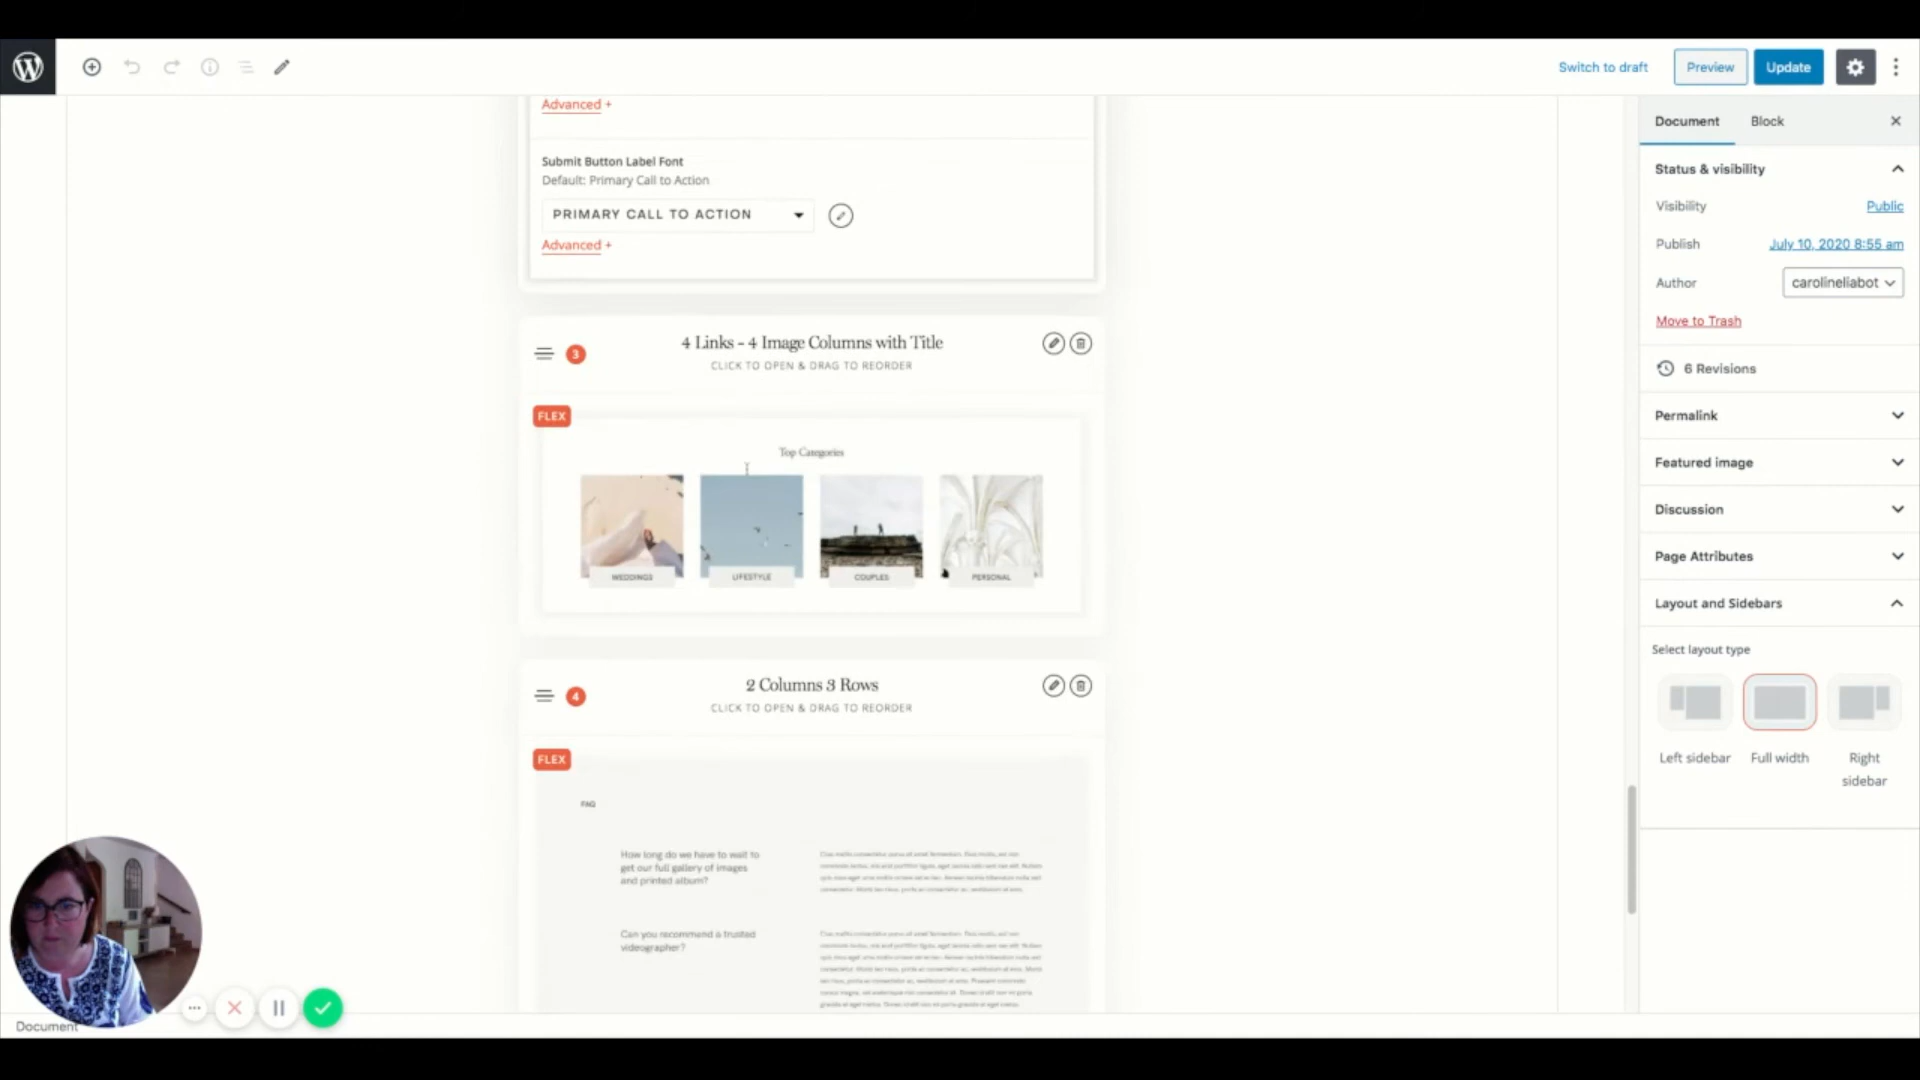 Switch to draft
Preview
Update
Advanced +
Submit Button Label Font
Default: Primary Call to Action
PRIMARY CALL TO ACTION
Advanced +
3
4 Links - 4 Image Columns with Title
CLICK TO OPEN & DRAG TO REORDER
FLEX
Top Categories
WEDDINGS
LIFESTYLE
COUPLES
PERSONAL
4
2 Columns 3 Rows
CLICK TO OPEN & DRAG TO REORDER
FLEX
FAQ
How long do we have to wait to
get our full gallery of images
and printed album?
Can you recommend a trusted
videographer?
Document
Document
Block
Status & visibility
Visibility
Public
Publish
July 10, 2020 8:55 am
Author
carolineliabot
Move to Trash
6 Revisions
Permalink
Featured image
Discussion
Page Attributes
Layout and Sidebars
Select layout type
Left sidebar
Full width
Right
sidebar